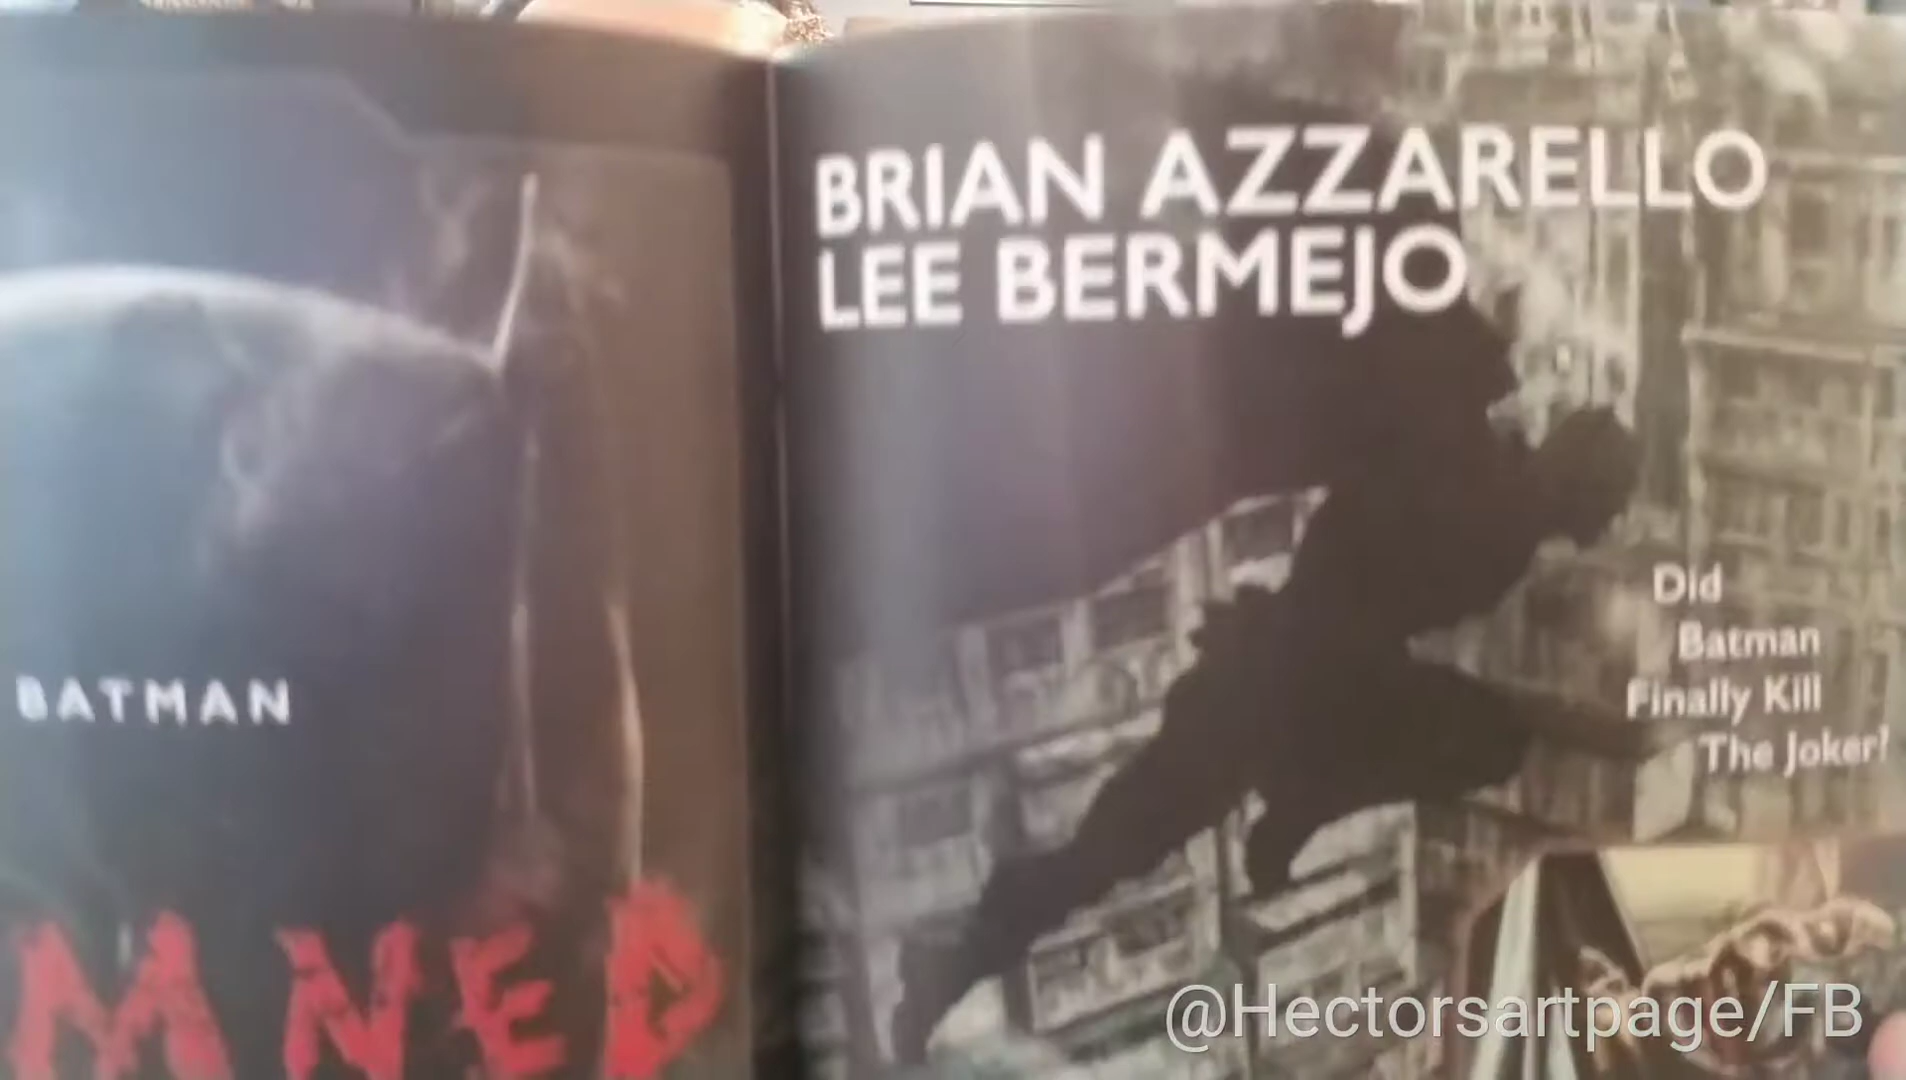 BATMAN
MNED
BRIAN AZZARELLO
LEE BERMEJO
Did
Batman
Finally Kill
The Joker?
@Hectorsartpage/FB